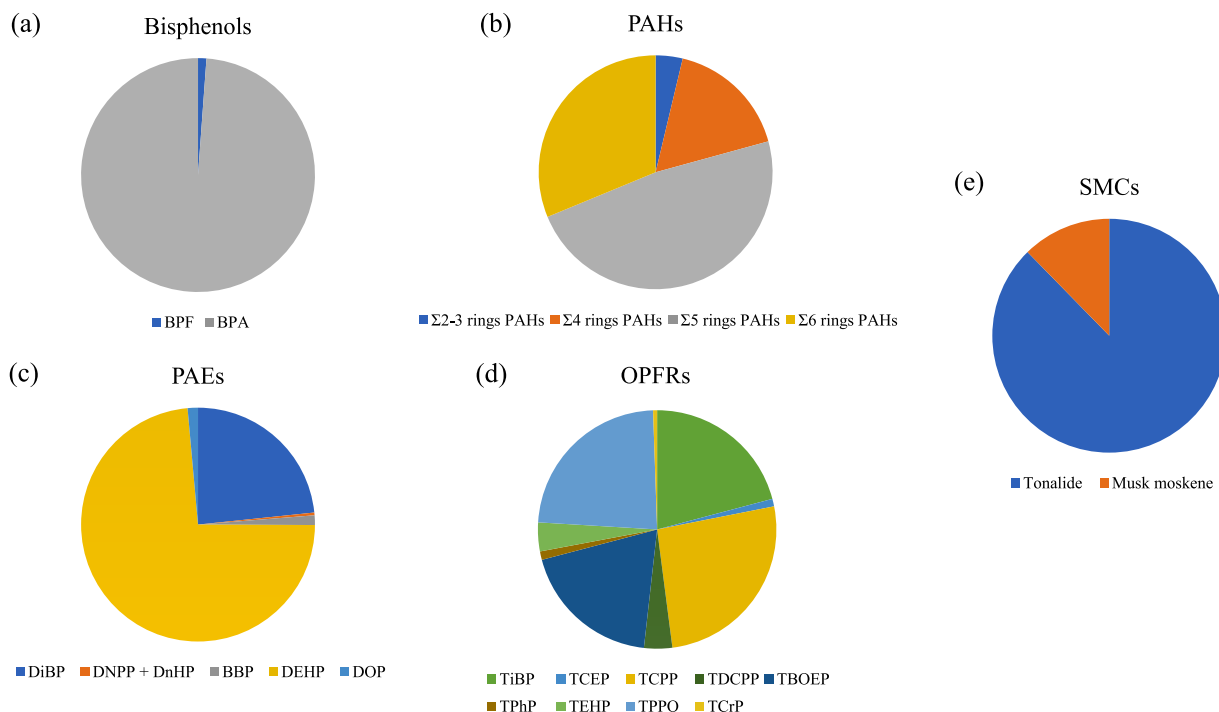 (a)
Bisphenols
BPF BPA
(b)
PAHs
Σ2-3 rings PAHs Σ4 rings PAHs Σ5 rings PAHs Σ6 rings PAHs
(c)
PAEs
DiBP DNPP + DnHP BBP DEHP DOP
(d)
OPFRs
TiBP TCEP TCPP TDCPP TBOEP
TPhP TEHP TPPO TCrP
(e)
SMCs
Tonalide Musk moskene